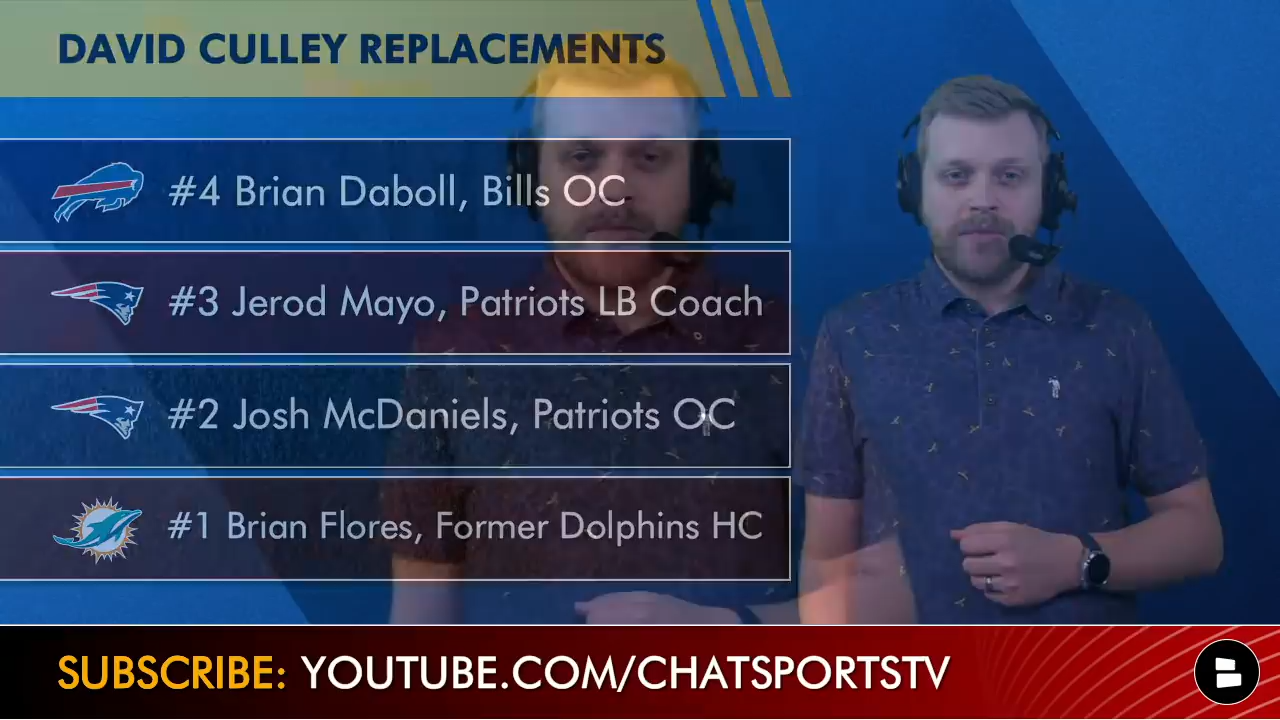 DAVID CULLEY REPLACEMENTS
#4 Brian Daboll, Bills OC
#3 Jerod Mayo, Patriots LB Coach
#2 Josh McDaniels, Patriots OC
#1 Brian Flores, Former Dolphins HC
SUBSCRIBE: YOUTUBE.COM/CHATSPORTSTV